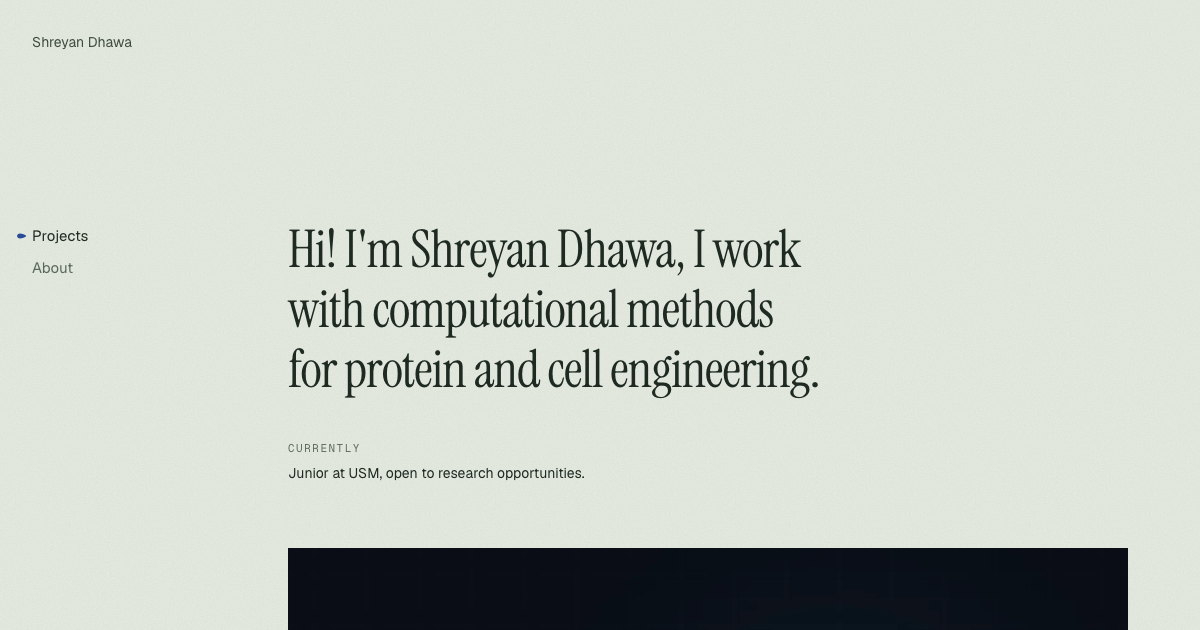 Shreyan Dhawa
Projects
About
Hi! I'm Shreyan Dhawa, I work
with computational methods
for protein and cell engineering.
CURRENTLY
Junior at USM, open to research opportunities.